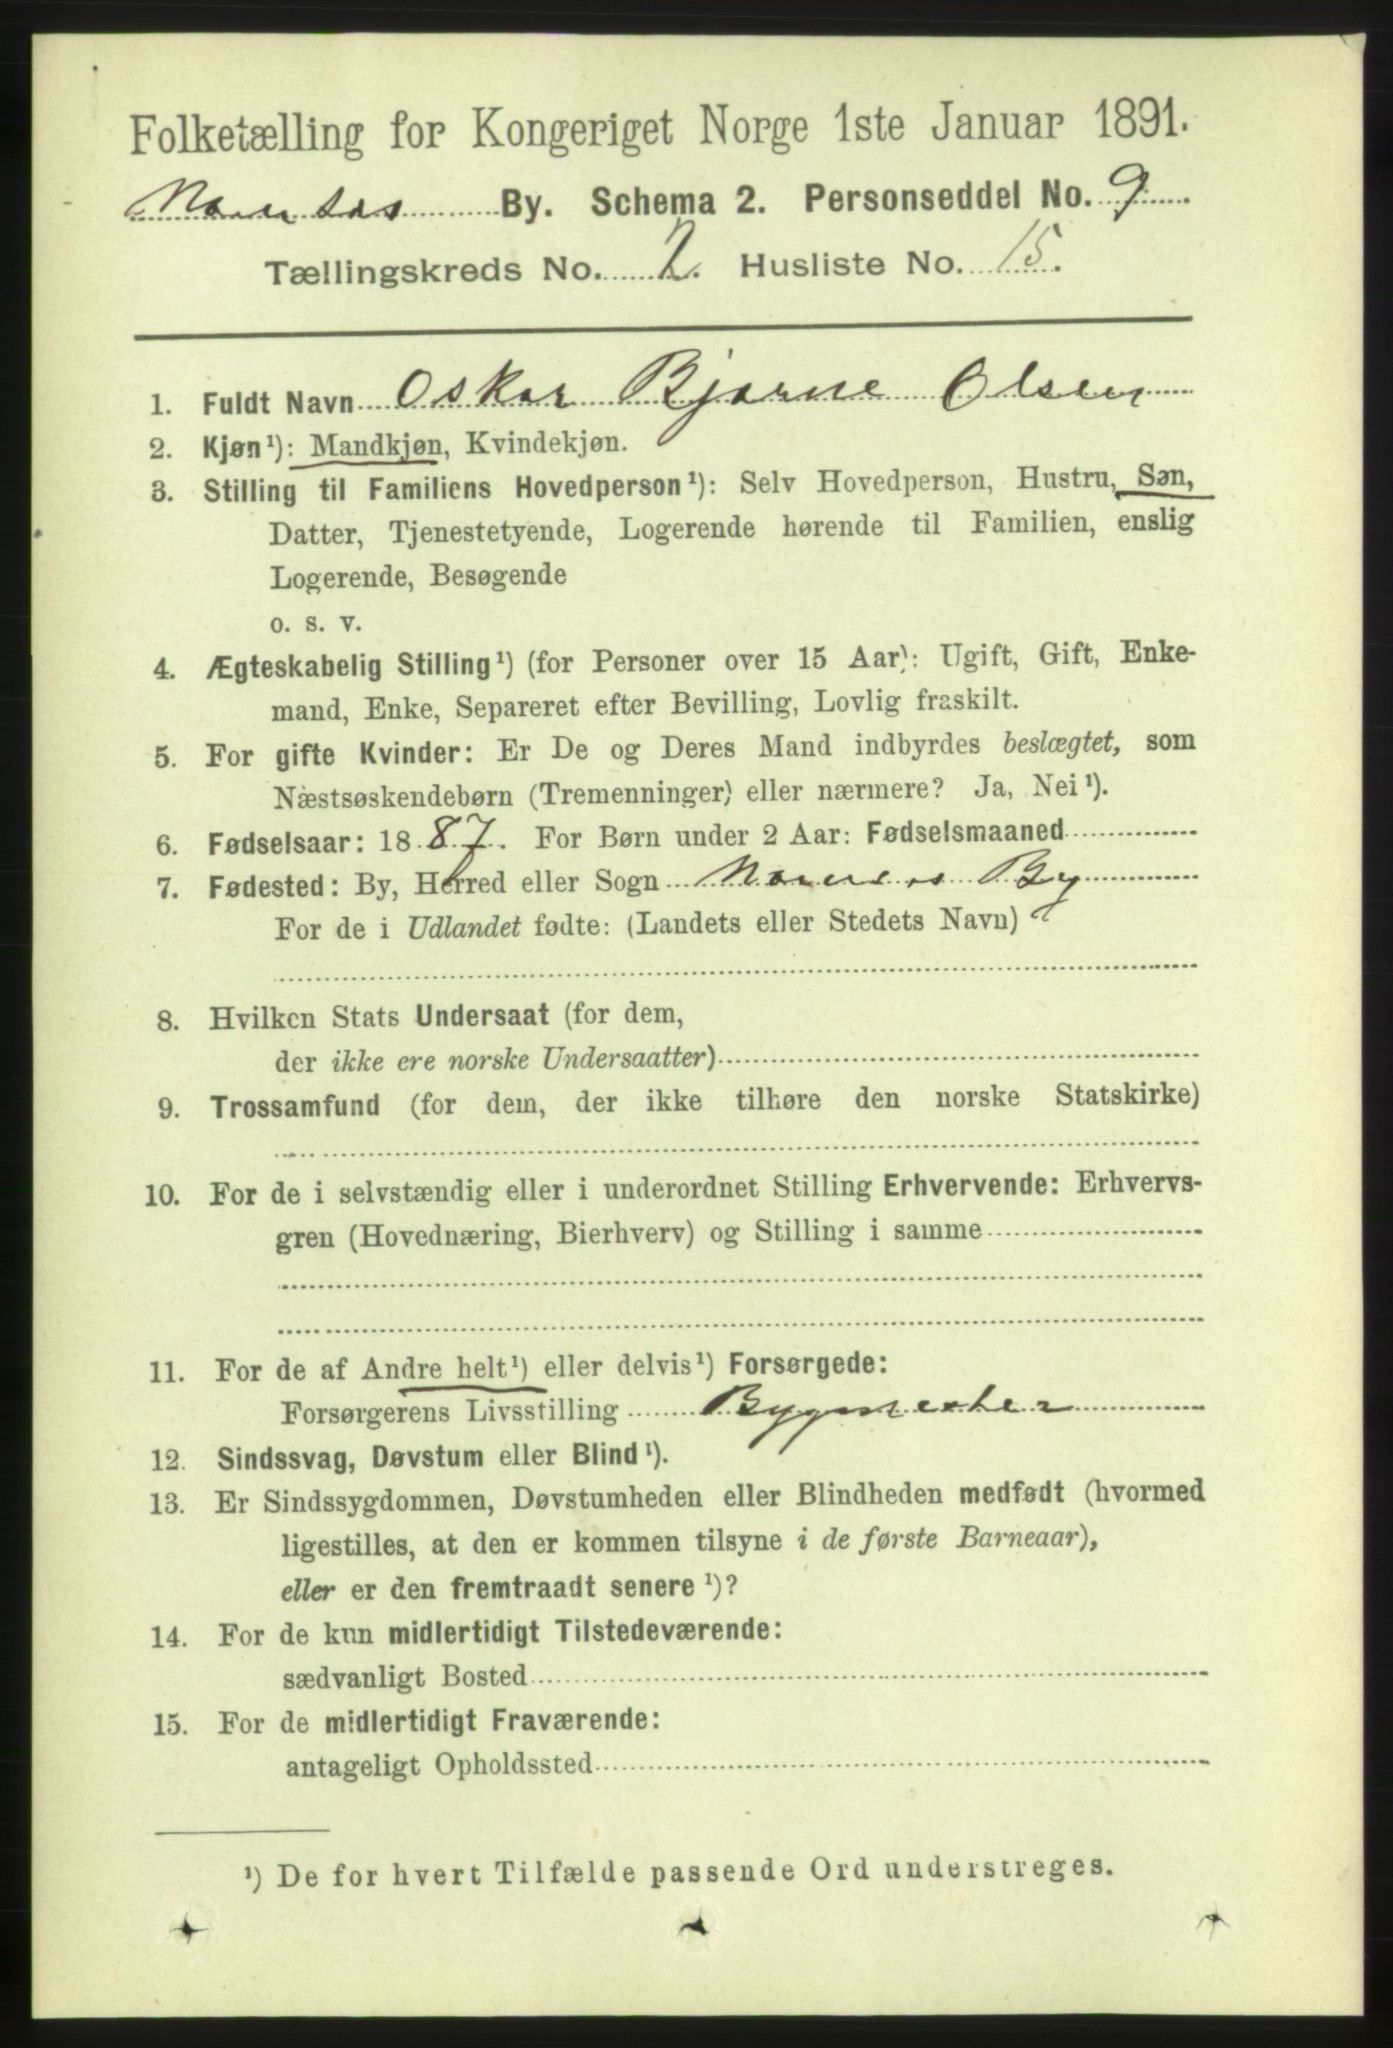 Folketælling for Kongeriget Norge 1ste Januar 1891.
Namsos By. Schema 2. Personseddel No. 9
Tællingskreds No. 2. Husliste No. 15.
1. Fuldt Navn Oskar Bjarne Olsen
2. Kjøn¹): Mandkjøn, Kvindekjøn.
3. Stilling til Familiens Hovedperson¹): Selv Hovedperson, Hustru, Søn,
Datter, Tjenestetyende, Logerende hørende til Familien, enslig
Logerende, Besøgende
o. s. v.
4. Ægteskabelig Stilling¹) (for Personer over 15 Aar): Ugift, Gift, Enke-
mand, Enke, Separeret efter Bevilling, Lovlig fraskilt.
5. For gifte Kvinder: Er De og Deres Mand indbyrdes beslægtet, som
Næstsøskendebørn (Tremenninger) eller nærmere? Ja, Nei¹).
6. Fødselsaar: 1887. For Børn under 2 Aar: Fødselsmaaned
7. Fødested: By, Herred eller Sogn Namsos By
For de i Udlandet fødte: (Landets eller Stedets Navn)
8. Hvilken Stats Undersaat (for dem,
der ikke ere norske Undersaatter)
9. Trossamfund (for dem, der ikke tilhøre den norske Statskirke)
10. For de i selvstændig eller i underordnet Stilling Erhvervende: Erhvervs-
gren (Hovednæring, Bierhverv) og Stilling i samme
11. For de af Andre helt¹) eller delvis¹) Forsørgede:
Forsørgerens Livsstilling Bygmester
12. Sindssvag, Døvstum eller Blind¹).
13. Er Sindssygdommen, Døvstumheden eller Blindheden medfødt (hvormed
ligestilles, at den er kommen tilsyne i de første Barneaar),
eller er den fremtraadt senere¹)?
14. For de kun midlertidigt Tilstedeværende:
sædvanligt Bosted
15. For de midlertidigt Fraværende:
antageligt Opholdssted
¹) De for hvert Tilfælde passende Ord understreges.